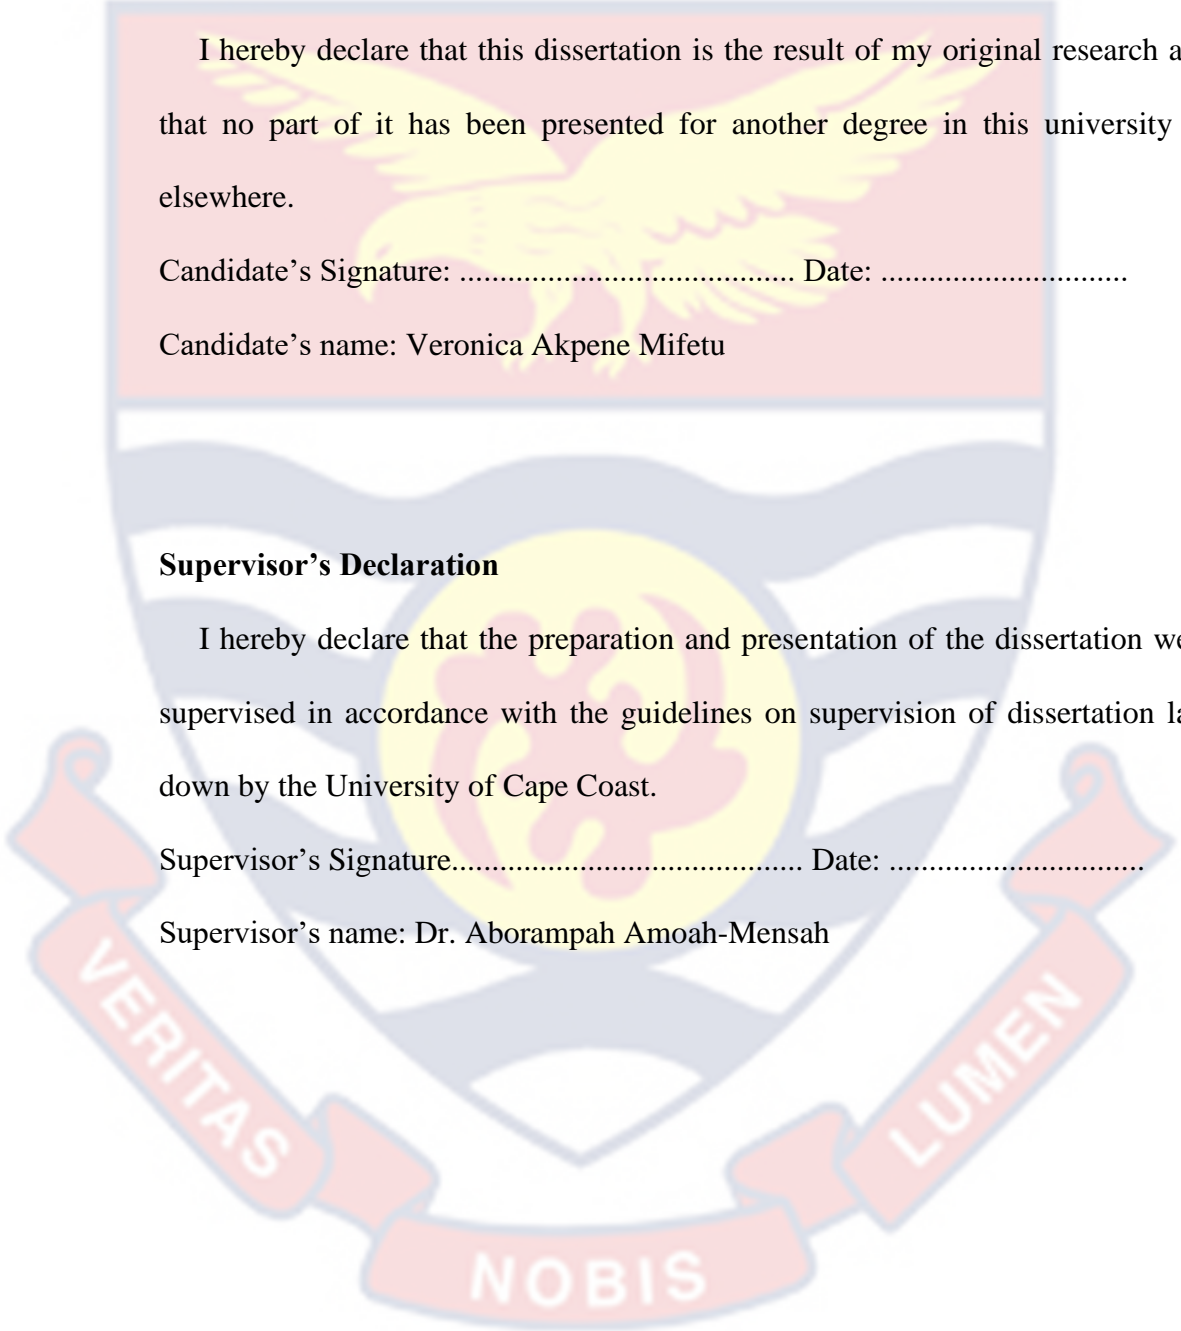 I hereby declare that this dissertation is the result of my original research a
that no part of it has been presented for another degree in this university
elsewhere.
Candidate’s Signature: .......................................... Date: ...............................
Candidate’s name: Veronica Akpene Mifetu
Supervisor’s Declaration
I hereby declare that the preparation and presentation of the dissertation we
supervised in accordance with the guidelines on supervision of dissertation la
down by the University of Cape Coast.
Supervisor’s Signature............................................ Date: ................................
Supervisor’s name: Dr. Aborampah Amoah-Mensah
VERITAS
NOBIS
LUMEN